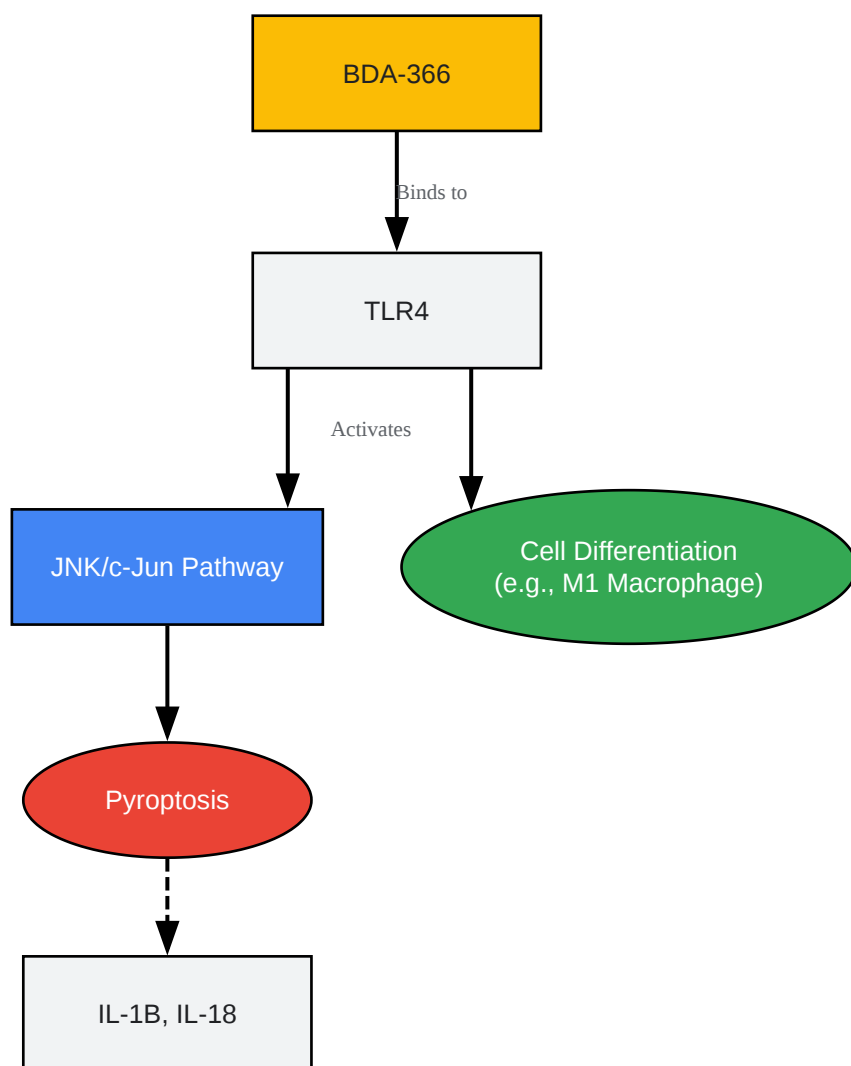 BDA-366
Binds to
TLR4
Activates
JNK/c-Jun Pathway
Cell Differentiation
(e.g., M1 Macrophage)
Pyroptosis
IL-1B, IL-18